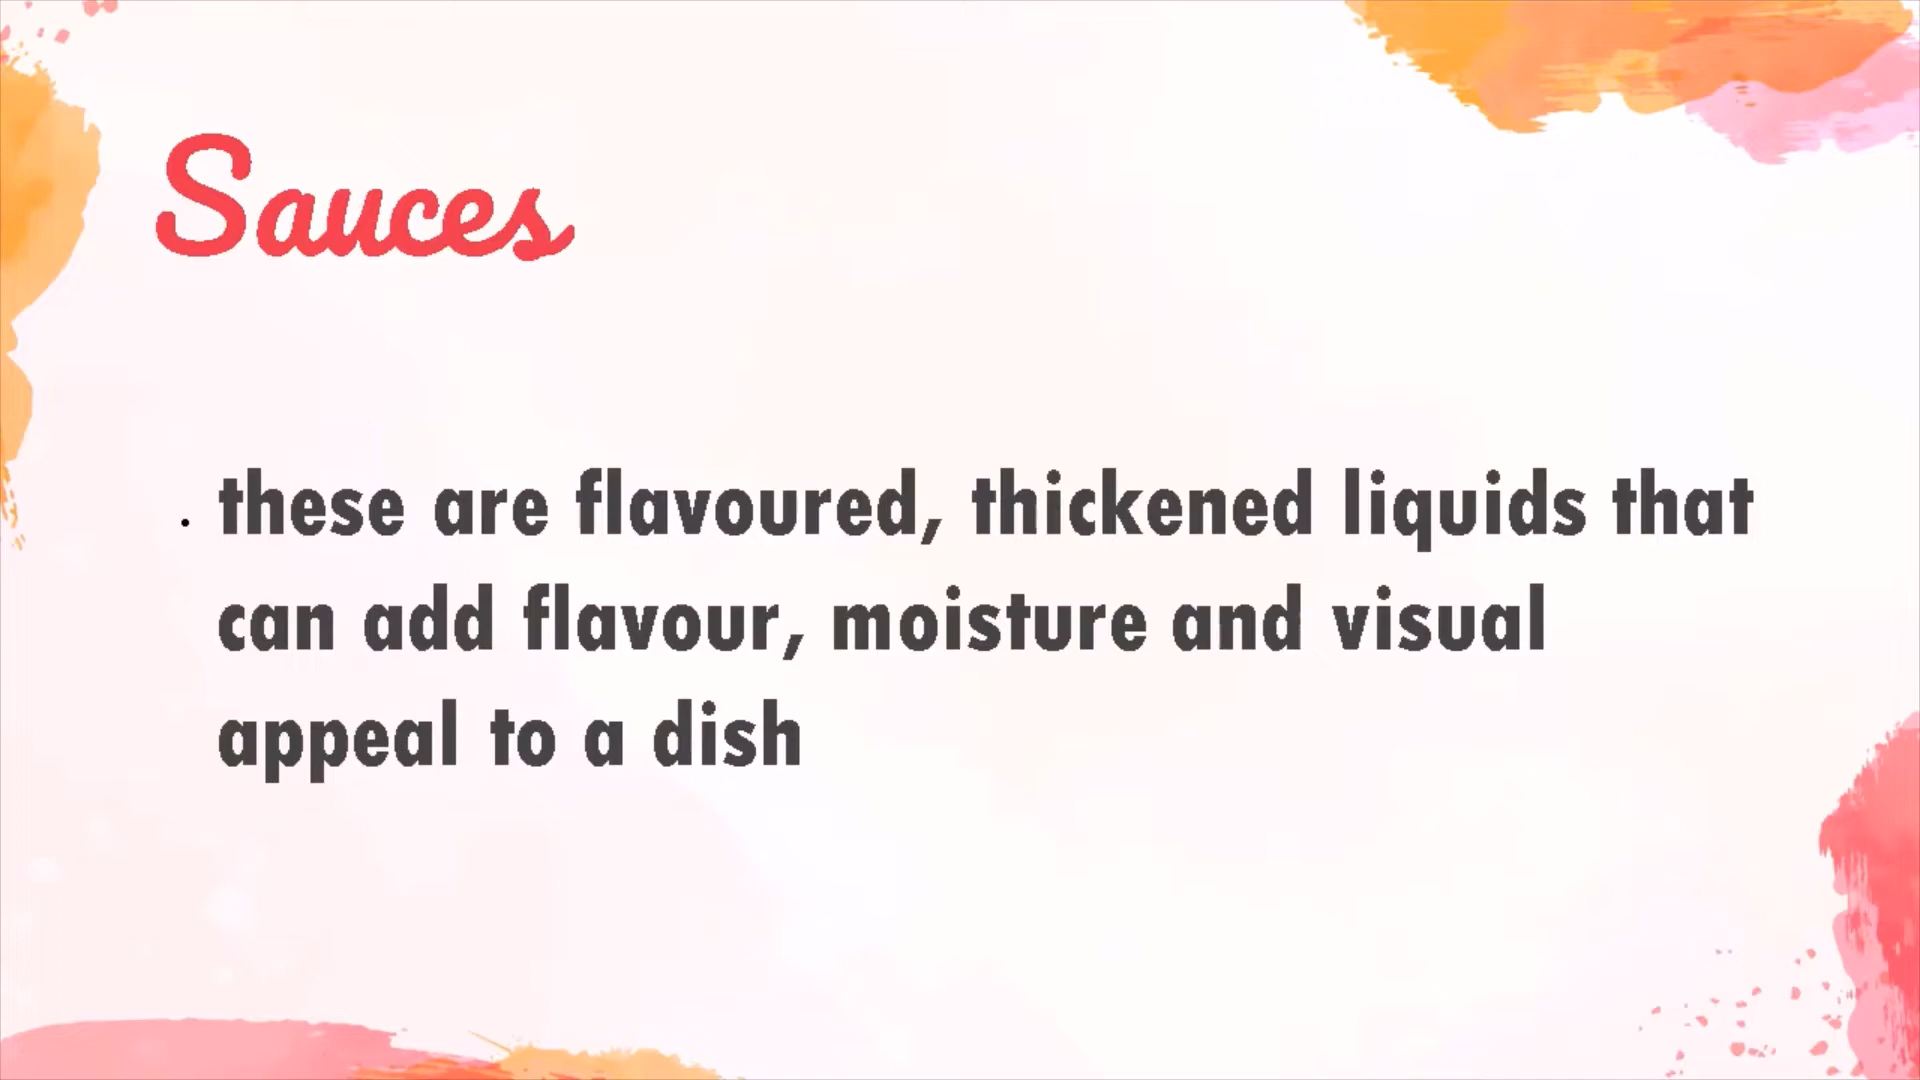 Sauces
. these are flavoured, thickened liquids that
can add flavour, moisture and visual
appeal to a dish